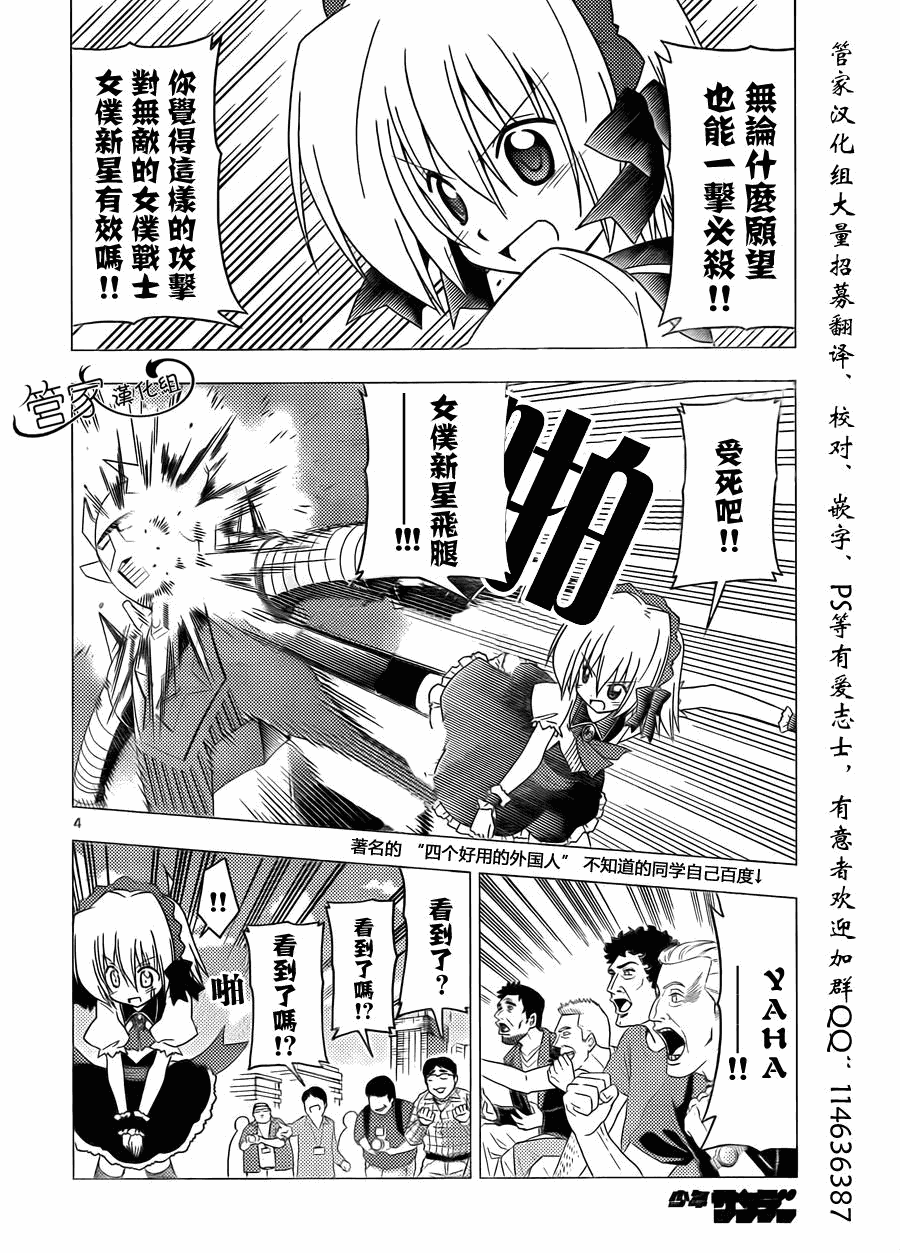 無論什麼願望
也能一擊必殺!!
你覺得這樣的攻擊
對無敵的女僕戰士
女僕新星有效嗎!!
管家
漢化組
受死吧!!
啪
女僕新星飛腿
——!!!
4
著名的 “四个好用的外国人” 不知道的同学自己百度↓
YAHA
——!!
看到了?
看到了嗎!?
看到了嗎!?
啪
!!
少年サンデー
管家汉化组大量招募翻译、校对、嵌字、PS等有爱志士，有意者欢迎加群QQ：114636387